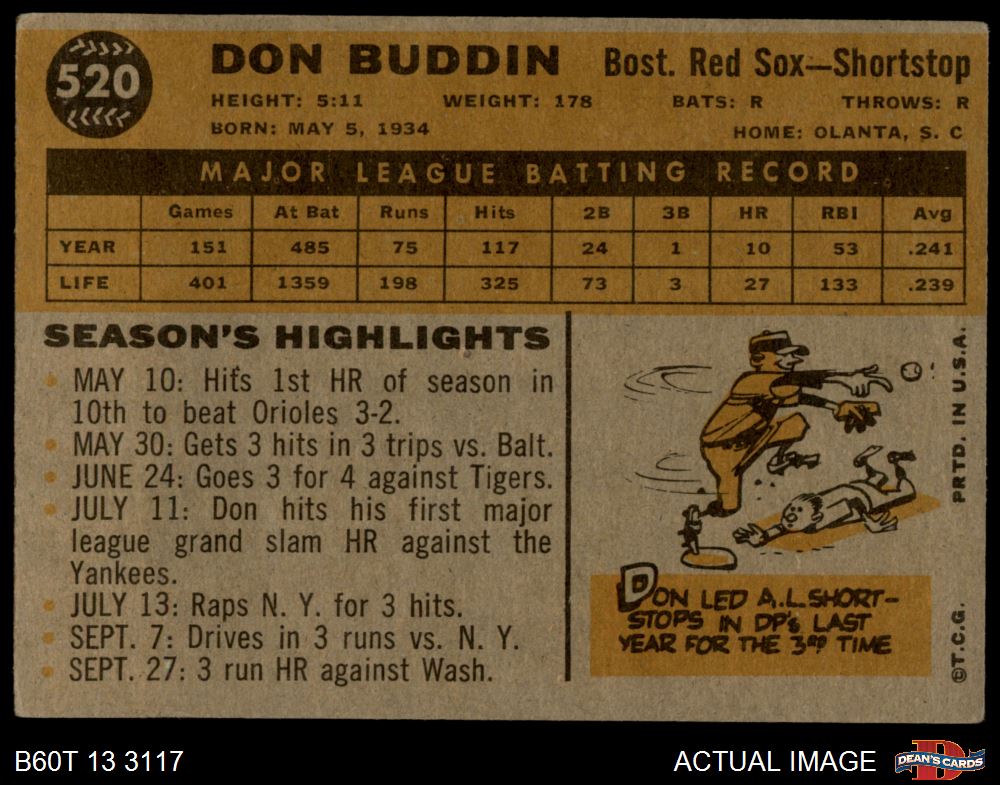 520
DON BUDDIN Bost. Red Sox—Shortstop
HEIGHT: 5:11 WEIGHT: 178 BATS: R THROWS: R
BORN: MAY 5, 1934 HOME: OLANTA, S. C
MAJOR LEAGUE BATTING RECORD
Games At Bat Runs Hits 2B 3B HR RBI Avg
YEAR 151 485 75 117 24 1 10 53 .241
LIFE 401 1359 198 325 73 3 27 133 .239
SEASON'S HIGHLIGHTS
MAY 10: Hits 1st HR of season in
10th to beat Orioles 3-2.
MAY 30: Gets 3 hits in 3 trips vs. Balt.
JUNE 24: Goes 3 for 4 against Tigers.
JULY 11: Don hits his first major
league grand slam HR against the
Yankees.
JULY 13: Raps N. Y. for 3 hits.
SEPT. 7: Drives in 3 runs vs. N. Y.
SEPT. 27: 3 run HR against Wash.
DON LED A.L. SHORT-
STOPS IN DP's LAST
YEAR FOR THE 3RD TIME
©T.C.G. PRTD. IN U.S.A.
B60T 13 3117 ACTUAL IMAGE DEAN'S CARDS